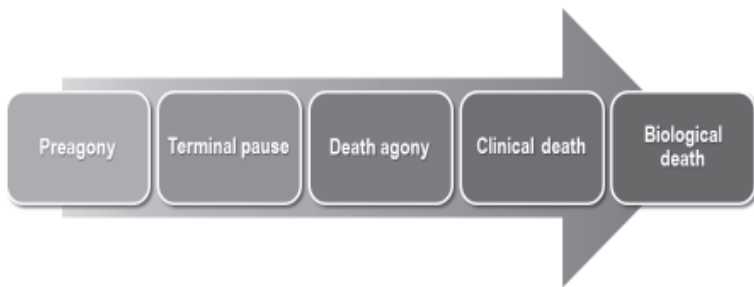 Preagony
Terminal pause
Death agony
Clinical death
Biological
death